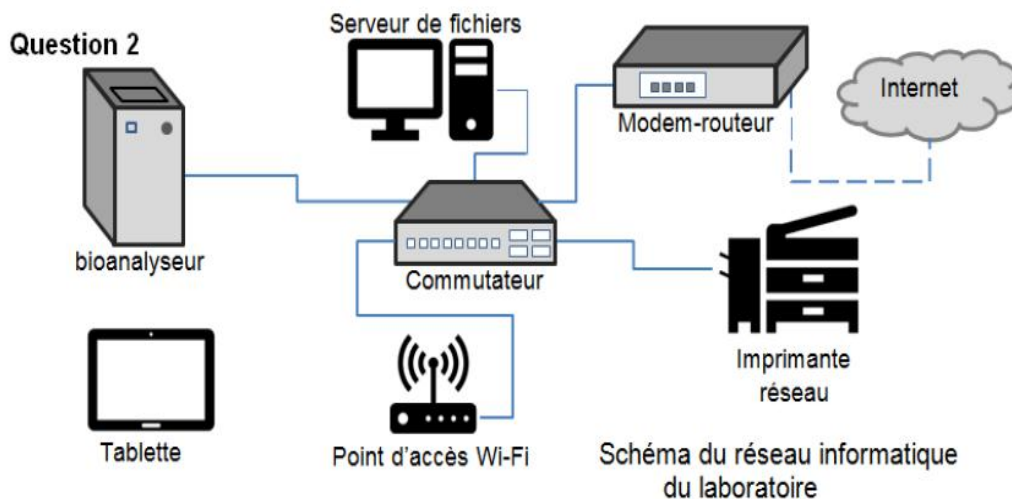 Serveur de fichiers
Question 2
Internet
Modem-routeur
bioanalyseur
Commutateur
Imprimante
réseau
Tablette
Point d'accès Wi-Fi
Schéma du réseau informatique
du laboratoire